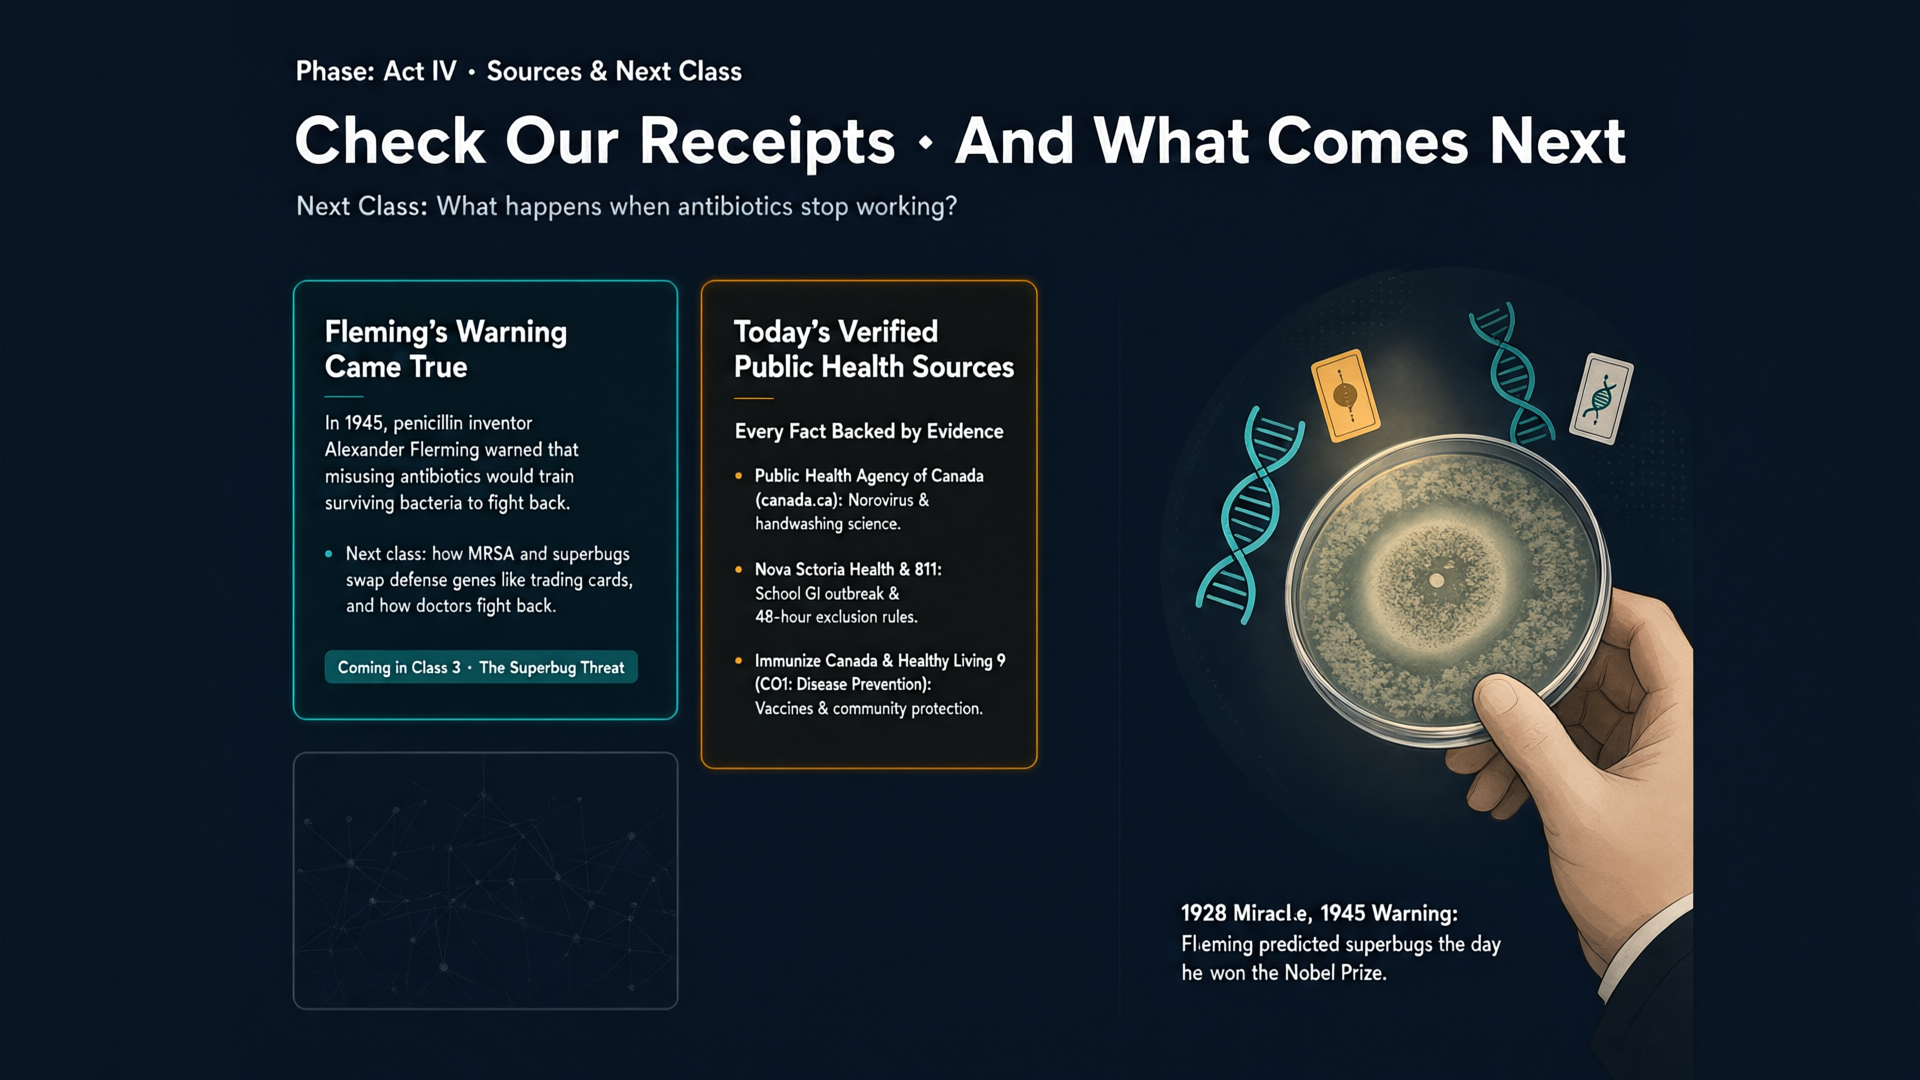 Phase: Act IV • Sources & Next Class
Check Our Receipts • And What Comes Next
Next Class: What happens when antibiotics stop working?
Fleming's Warning
Came True
In 1945, penicillin inventor
Alexander Flerming warned that
misusing antibiotics would train
surviving bacteria to fight back.
• Next class: how MRSA and superbugs
swap defense genes like trading cards,
and how doctors fight back.
Coming in Class 3 • The Superbug Threat
Today's Verified
Public Health Sources
Every Fact Backed by Evidence
• Public Health Agency of Canada
(canada.ca): Norovirus &
handwashing science.
• Nova Sctoria Health & 811:
School GI outbreak &
48-hour exclusion rules.
• Immunize Canada & Healthy Living 9
(CO1: Disease Prevention):
Vaccines & community protection.
1928 Miracl.e, 1945 Warning:
Fleming predicted superbugs the day
he won the Nobel Prize.